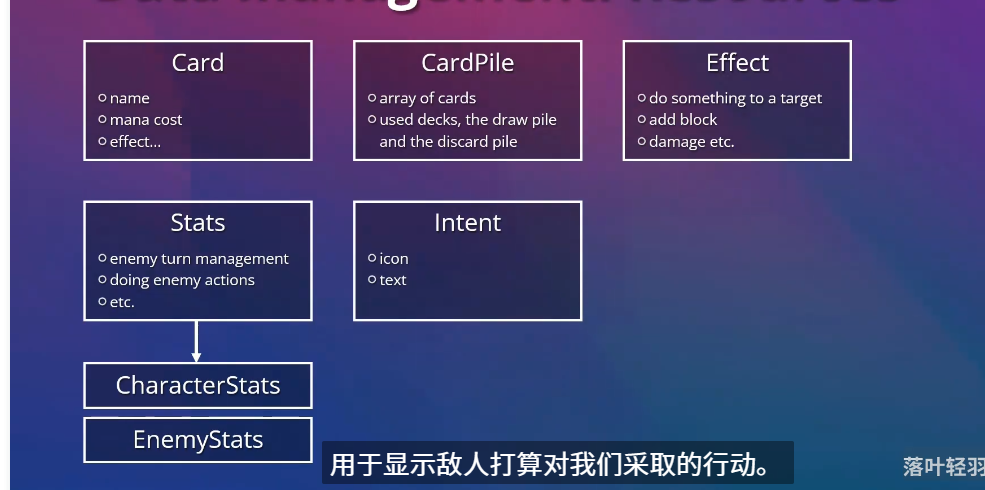 Card
name
mana cost
effect...
CardPile
array of cards
used decks, the draw pile
and the discard pile
Effect
do something to a target
add block
damage etc.
Stats
enemy turn management
doing enemy actions
etc.
Intent
icon
text
CharacterStats
EnemyStats
用于显示敌人打算对我们采取的行动。
落叶轻羽